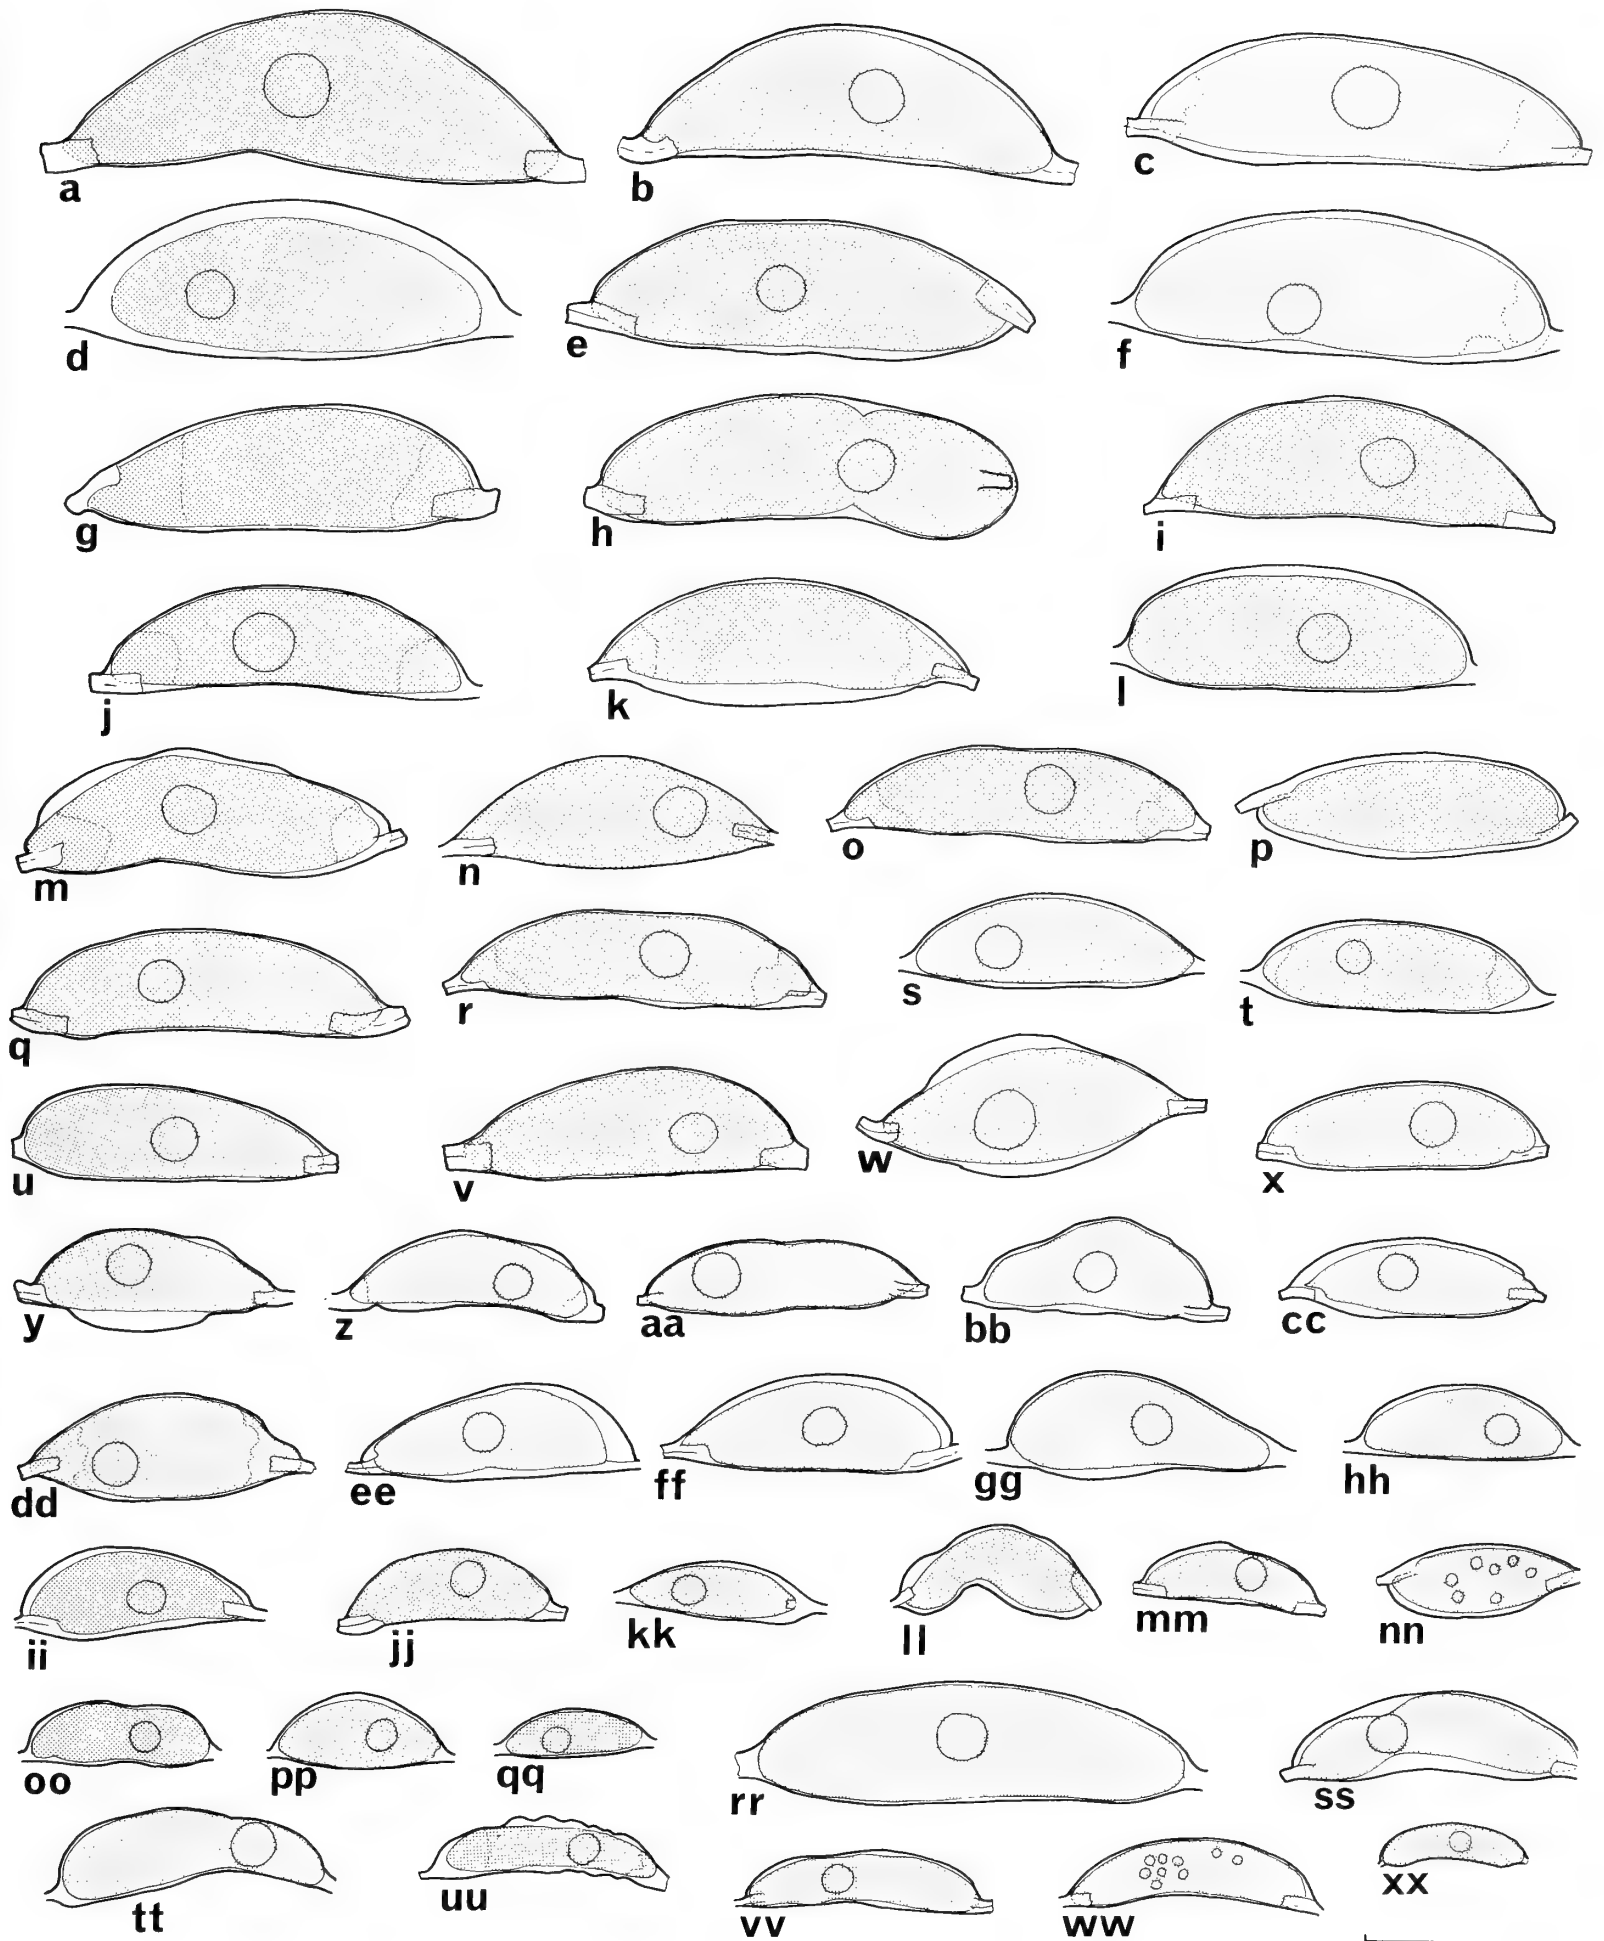 a b c
d e f
g h i
j k l
m n o p
q r s t
u v w x
y z aa bb cc
dd ee ff gg hh
ii jj kk ll mm nn
oo pp qq rr ss
tt uu vv ww xx